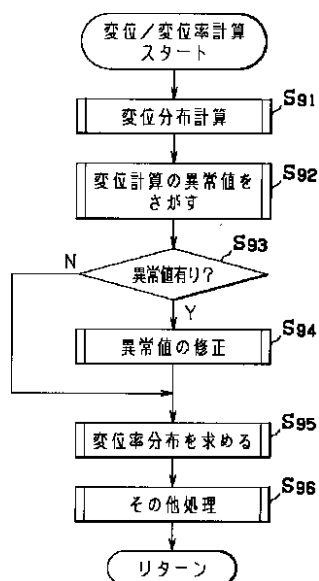 変位/変位率計算
スタート
S91
変位分布計算
S92
変位計算の異常値を
さがす
S93
N
異常値有り?
Y
S94
異常値の修正
S95
変位率分布を求める
S96
その他処理
リターン